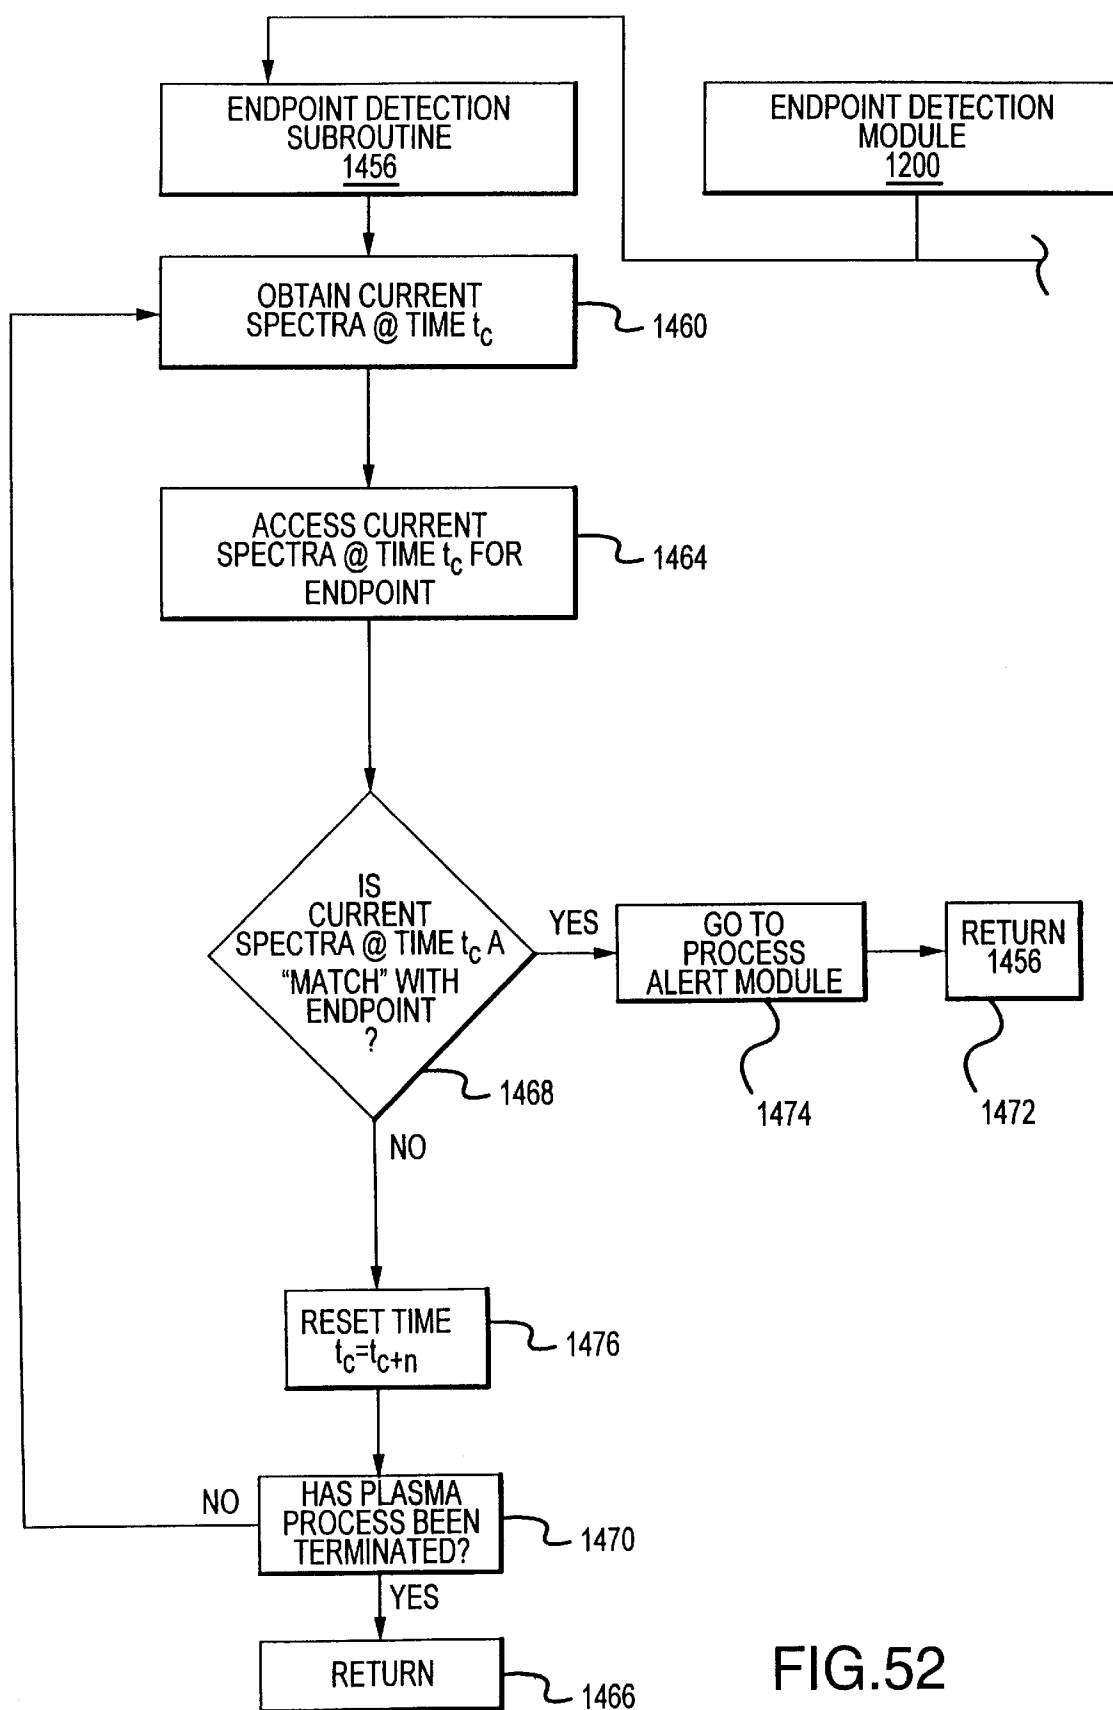 ENDPOINT DETECTION
SUBROUTINE
1456
ENDPOINT DETECTION
MODULE
1200
OBTAIN CURRENT
SPECTRA @ TIME tc
1460
ACCESS CURRENT
SPECTRA @ TIME tc FOR
ENDPOINT
1464
IS
CURRENT
SPECTRA @ TIME tc A
“MATCH” WITH
ENDPOINT
?
1468
YES
GO TO
PROCESS
ALERT MODULE
1474
RETURN
1456
1472
NO
RESET TIME
tc=tc+n
1476
NO
HAS PLASMA
PROCESS BEEN
TERMINATED?
1470
YES
RETURN
1466
FIG.52